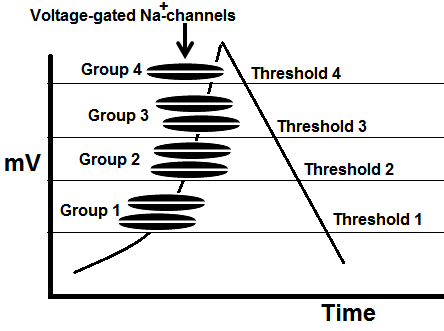 Voltage-gated Na+channels
Group 4
Threshold 4
Group 3
Threshold 3
Group 2
Threshold 2
mV
Group 1
Threshold 1
Time